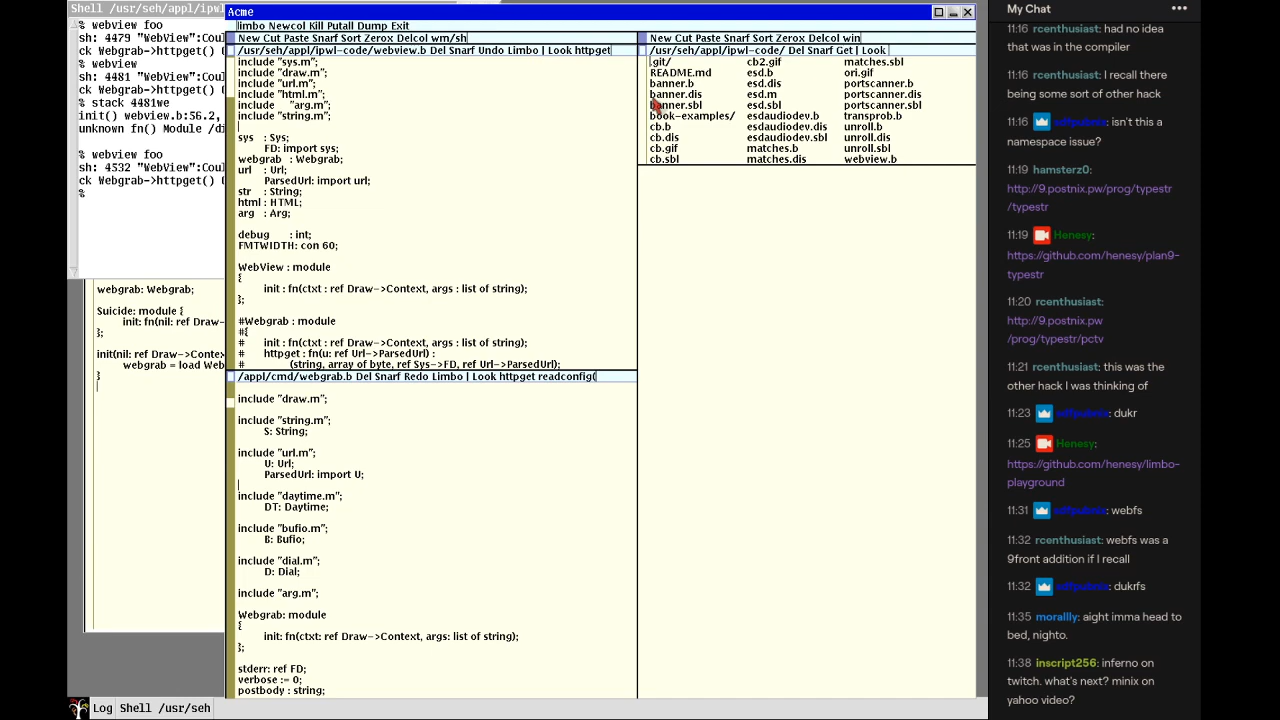 Shell /usr/seh/appl/ipwl
% webview foo
sh: 4479 "WebView":Coul
ck Webgrab->httpget() (
% webview
sh: 4481 "WebView":Coul
ck Webgrab->httpget() (
% stack 4481we
init() webview.b:56.2,
unknown fn() Module /di
% webview foo
sh: 4532 "WebView":Coul
ck Webgrab->httpget() (
%
webgrab: Webgrab;
Suicide: module {
init: fn(nil: ref Draw-
};
init(nil: ref Draw->Contex
webgrab = load Web
}
Acme
limbo Newcol Kill Putall Dump Exit
New Cut Paste Snarf Sort Zerox Delcol wm/sh
/usr/seh/appl/ipwl-code/webview.b Del Snarf Undo Limbo | Look httpget
include "sys.m";
include "draw.m";
include "url.m";
include "html.m";
include "arg.m";
include "string.m";
sys : Sys;
FD: import sys;
webgrab : Webgrab;
url : Url;
ParsedUrl: import url;
str : String;
html : HTML;
arg : Arg;
debug : int;
FMTWIDTH: con 60;
WebView : module
{
init : fn(ctxt : ref Draw->Context, args : list of string);
};
#Webgrab : module
#{
# init : fn(ctxt : ref Draw->Context, args : list of string);
# httpget : fn(u: ref Url->ParsedUrl) :
# (string, array of byte, ref Sys->FD, ref Url->ParsedUrl);
/appl/cmd/webgrab.b Del Snarf Redo Limbo | Look httpget readconfig(
include "draw.m";
include "string.m";
S: String;
include "url.m";
U: Url;
ParsedUrl: import U;
include "daytime.m";
DT: Daytime;
include "bufio.m";
B: Bufio;
include "dial.m";
D: Dial;
include "arg.m";
Webgrab: module
{
init: fn(ctxt: ref Draw->Context, args: list of string);
};
stderr: ref FD;
verbose := 0;
postbody : string;
New Cut Paste Snarf Sort Zerox Delcol win
/usr/seh/appl/ipwl-code/ Del Snarf Get | Look
.git/ cb2.gif matches.sbl
README.md esd.b ori.gif
banner.b esd.dis portscanner.b
banner.dis esd.m portscanner.dis
banner.sbl esd.sbl portscanner.sbl
book-examples/ esdaudiodev.b transprob.b
cb.b esdaudiodev.dis unroll.b
cb.dis esdaudiodev.sbl unroll.dis
cb.gif matches.b unroll.sbl
cb.sbl matches.dis webview.b
Log Shell /usr/seh
My Chat
11:16 rcenthusiast: had no idea
that was in the compiler
11:16 rcenthusiast: I recall there
being some sort of other hack
11:16 sdfpubnix: isn't this a
namespace issue?
11:19 hamsterz0:
http://9.postnix.pw/prog/typestr
/typestr
11:19 Henesy:
https://github.com/henesy/plan9-
typestr
11:20 rcenthusiast:
http://9.postnix.pw
/prog/typestr/pctv
11:21 rcenthusiast: this was the
other hack I was thinking of
11:23 sdfpubnix: dukr
11:25 Henesy:
https://github.com/henesy/limbo-
playground
11:31 sdfpubnix: webfs
11:32 rcenthusiast: webfs was a
9front addition if I recall
11:32 sdfpubnix: dukrfs
11:35 morallly: aight imma head to
bed, nighto.
11:38 inscript256: inferno on
twitch. what's next? minix on
yahoo video?